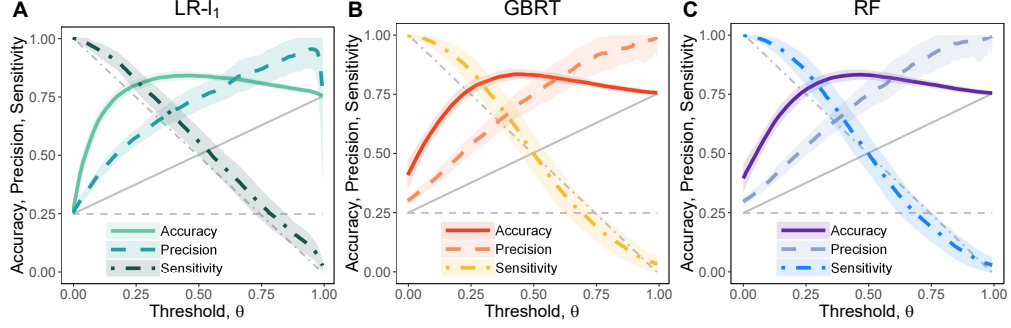 A LR-l1
Accuracy, Precision, Sensitivity
1.00
0.75
0.50
0.25
0.00
Accuracy
Precision
Sensitivity
0.00 0.25 0.50 0.75 1.00
Threshold, θ
B GBRT
Accuracy, Precision, Sensitivity
1.00
0.75
0.50
0.25
0.00
Accuracy
Precision
Sensitivity
0.00 0.25 0.50 0.75 1.00
Threshold, θ
C RF
Accuracy, Precision, Sensitivity
1.00
0.75
0.50
0.25
0.00
Accuracy
Precision
Sensitivity
0.00 0.25 0.50 0.75 1.00
Threshold, θ